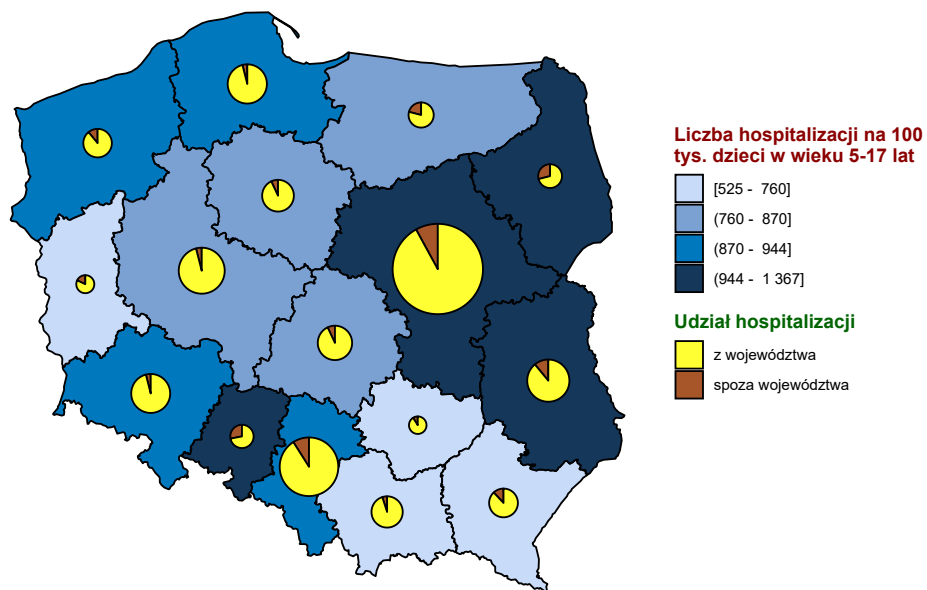 Liczba hospitalizacji na 100
tys. dzieci w wieku 5-17 lat
[525 - 760]
(760 - 870]
(870 - 944]
(944 - 1 367]
Udział hospitalizacji
z województwa
spoza województwa